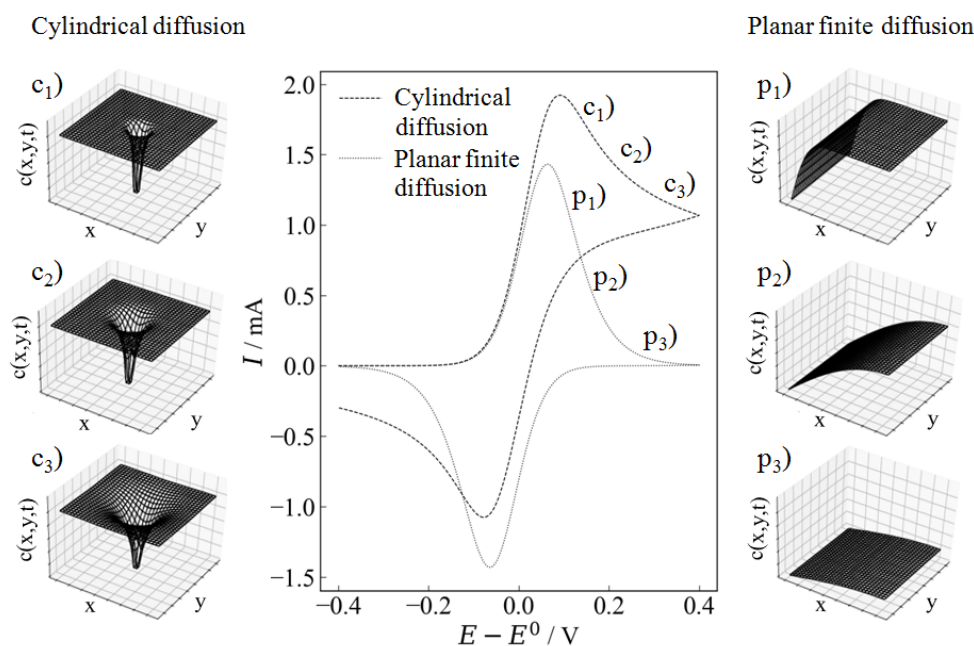 Cylindrical diffusion
Planar finite diffusion
c₁)
c(x,y,t)
x
y
c₂)
c(x,y,t)
x
y
c₃)
c(x,y,t)
x
y
2.0
1.5
1.0
0.5
0.0
−0.5
−1.0
−1.5
I / mA
Cylindrical
diffusion
Planar finite
diffusion
c₁)
c₂)
c₃)
p₁)
p₂)
p₃)
−0.4
−0.2
0.0
0.2
0.4
E − E⁰ / V
p₁)
c(x,y,t)
x
y
p₂)
c(x,y,t)
x
y
p₃)
c(x,y,t)
x
y